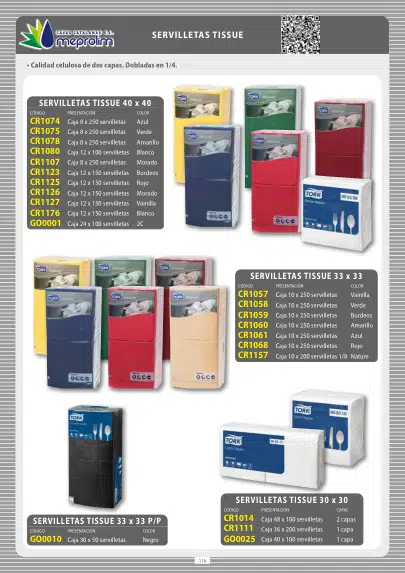 CAPAS CATALANAS S.L.
meprolim
SERVILLETAS TISSUE
• Calidad celulosa de dos capas. Dobladas en 1/4.
SERVILLETAS TISSUE 40 x 40
CÓDIGO PRESENTACIÓN COLOR
CR1074 Caja 8 x 250 servilletas Azul
CR1075 Caja 8 x 250 servilletas Verde
CR1078 Caja 8 x 250 servilletas Amarillo
CR1080 Caja 12 x 100 servilletas Blanco
CR1107 Caja 8 x 250 servilletas Morado
CR1123 Caja 12 x 150 servilletas Burdeos
CR1125 Caja 12 x 150 servilletas Rojo
CR1126 Caja 12 x 150 servilletas Morado
CR1127 Caja 12 x 150 servilletas Vainilla
CR1176 Caja 12 x 150 servilletas Blanco
GO0001 Caja 24 x 100 servilletas 2C
TORK
SERVILLETAS TISSUE 33 x 33
CÓDIGO PRESENTACIÓN COLOR
CR1057 Caja 10 x 250 servilletas Vainilla
CR1058 Caja 10 x 250 servilletas Verde
CR1059 Caja 10 x 250 servilletas Burdeos
CR1060 Caja 10 x 250 servilletas Amarillo
CR1061 Caja 10 x 250 servilletas Azul
CR1068 Caja 10 x 250 servilletas Rojo
CR1157 Caja 10 x 200 servilletas 1/8 Nature
TORK
TORK
TORK
SERVILLETAS TISSUE 33 x 33 P/P
CÓDIGO PRESENTACIÓN COLOR
GO0010 Caja 30 x 50 servilletas Negro
SERVILLETAS TISSUE 30 x 30
CÓDIGO PRESENTACIÓN CAPAS
CR1014 Caja 48 x 100 servilletas 2 capas
CR1111 Caja 36 x 200 servilletas 1 capa
GO0025 Caja 40 x 100 servilletas 1 capa
116